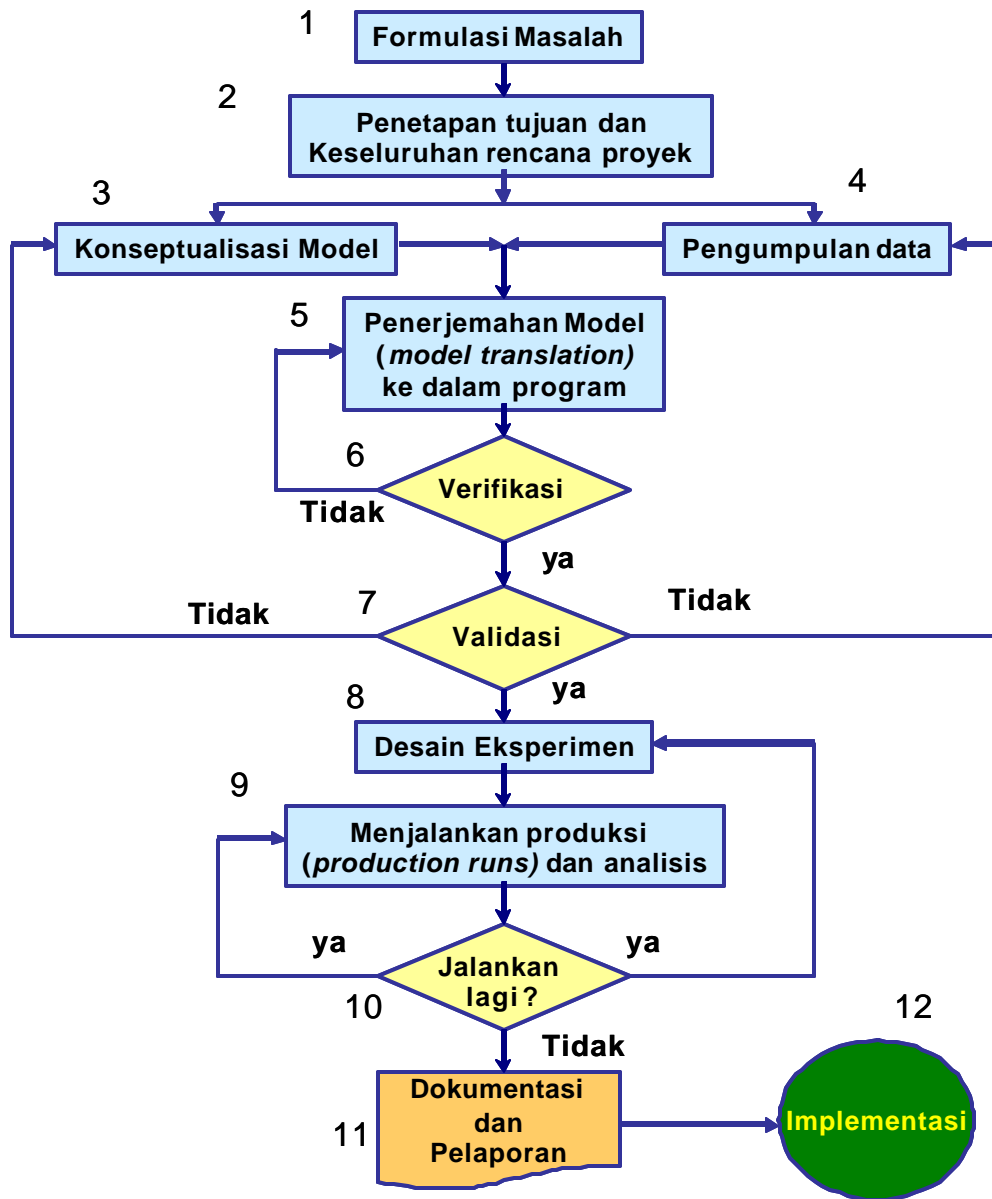 1
Formulasi Masalah
2
Penetapan tujuan dan
Keseluruhan rencana proyek
3
4
Konseptualisasi Model
Pengumpulan data
5
Penerjemahan Model
(model translation)
ke dalam program
6
Verifikasi
Tidak
ya
Tidak
7
Tidak
Validasi
ya
8
Desain Eksperimen
9
Menjalankan produksi
(production runs) dan analisis
ya
ya
Jalankan
lagi?
10
12
Tidak
Dokumentasi
dan
Pelaporan
11
Implementasi